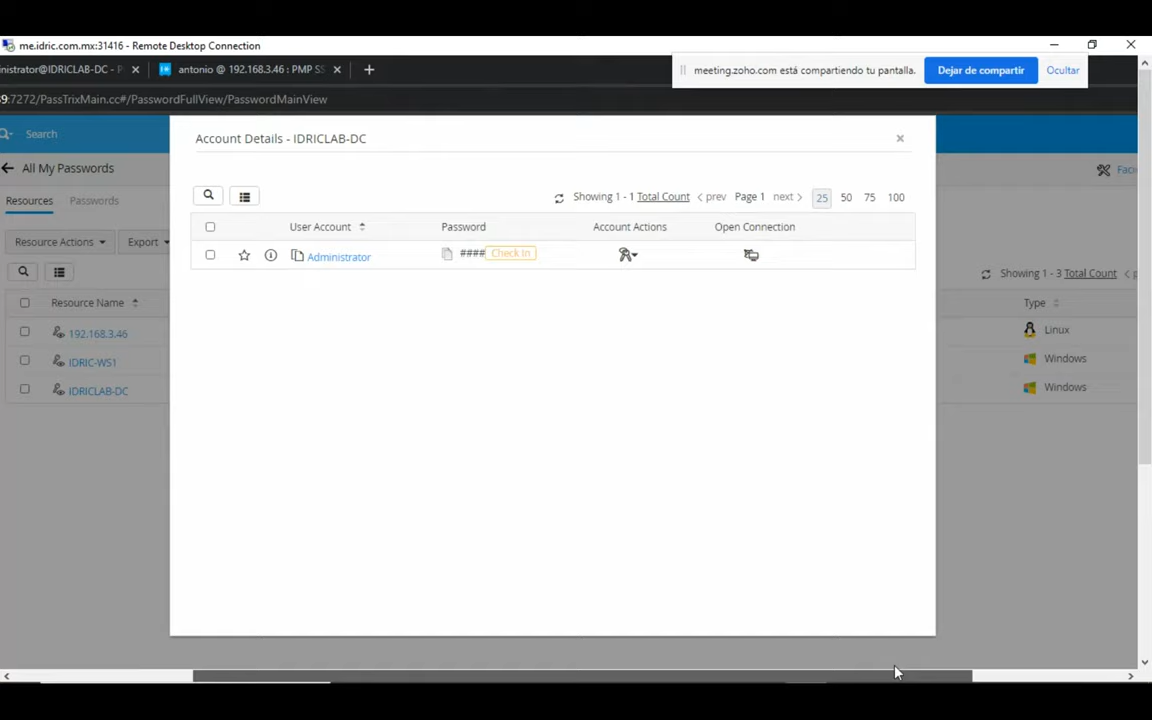 me.idric.com.mx:31416 - Remote Desktop Connection
nistrator@IDRICLAB-DC - P
antonio @ 192.168.3.46 : PMP SS
meeting.zoho.com está compartiendo tu pantalla.
Dejar de compartir
Ocultar
9:7272/PassTrixMain.cc#/PasswordFullView/PasswordMainView
Search
Account Details - IDRICLAB-DC
All My Passwords
Faci
Resources
Passwords
Showing 1 - 1 Total Count
prev
Page 1
next
25
50
75
100
User Account
Password
Account Actions
Open Connection
Resource Actions
Export
Administrator
####
Check In
Showing 1 - 3 Total Count
Resource Name
Type
192.168.3.46
Linux
IDRIC-WS1
Windows
IDRICLAB-DC
Windows